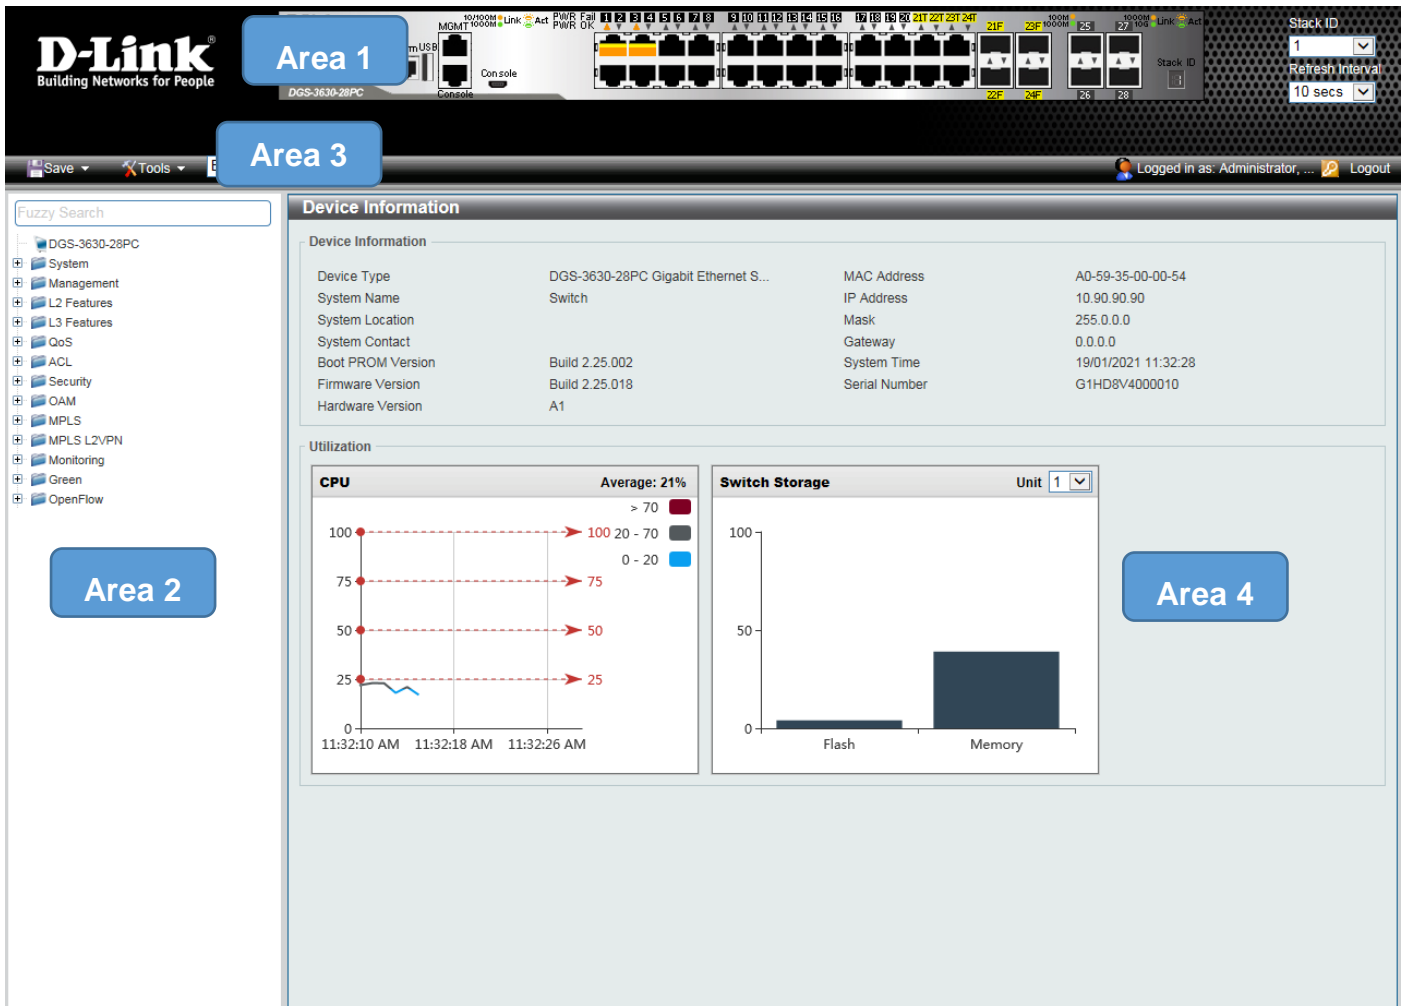 D-Link®
Building Networks for People
Area 1
10/100M 1000M Link Act
MGMT
PWR Fail
PWR OK
1 2 3 4 5 6 7 8 9 10 11 12 13 14 15 16 17 18 19 20 21T 22T 23T 24T
21F 23F
100M 1000M
25 27
1000M 10G Link Act
USB
Console
Console
DGS-3630-28PC
22F 24F 26 28
Stack ID
Stack ID
1
Refresh Interval
10 secs
Area 3
Save
Tools
Logged in as: Administrator, ...
Logout
Fuzzy Search
DGS-3630-28PC
System
Management
L2 Features
L3 Features
QoS
ACL
Security
OAM
MPLS
MPLS L2VPN
Monitoring
Green
OpenFlow
Area 2
Device Information
Device Information
Device Type DGS-3630-28PC Gigabit Ethernet S... MAC Address A0-59-35-00-00-54
System Name Switch IP Address 10.90.90.90
System Location Mask 255.0.0.0
System Contact Gateway 0.0.0.0
Boot PROM Version Build 2.25.002 System Time 19/01/2021 11:32:28
Firmware Version Build 2.25.018 Serial Number G1HD8V4000010
Hardware Version A1
Utilization
CPU Average: 21%
> 70
20 - 70
0 - 20
100 100
75 75
50 50
25 25
0
11:32:10 AM 11:32:18 AM 11:32:26 AM
Switch Storage Unit 1
100
50
0
Flash Memory
Area 4